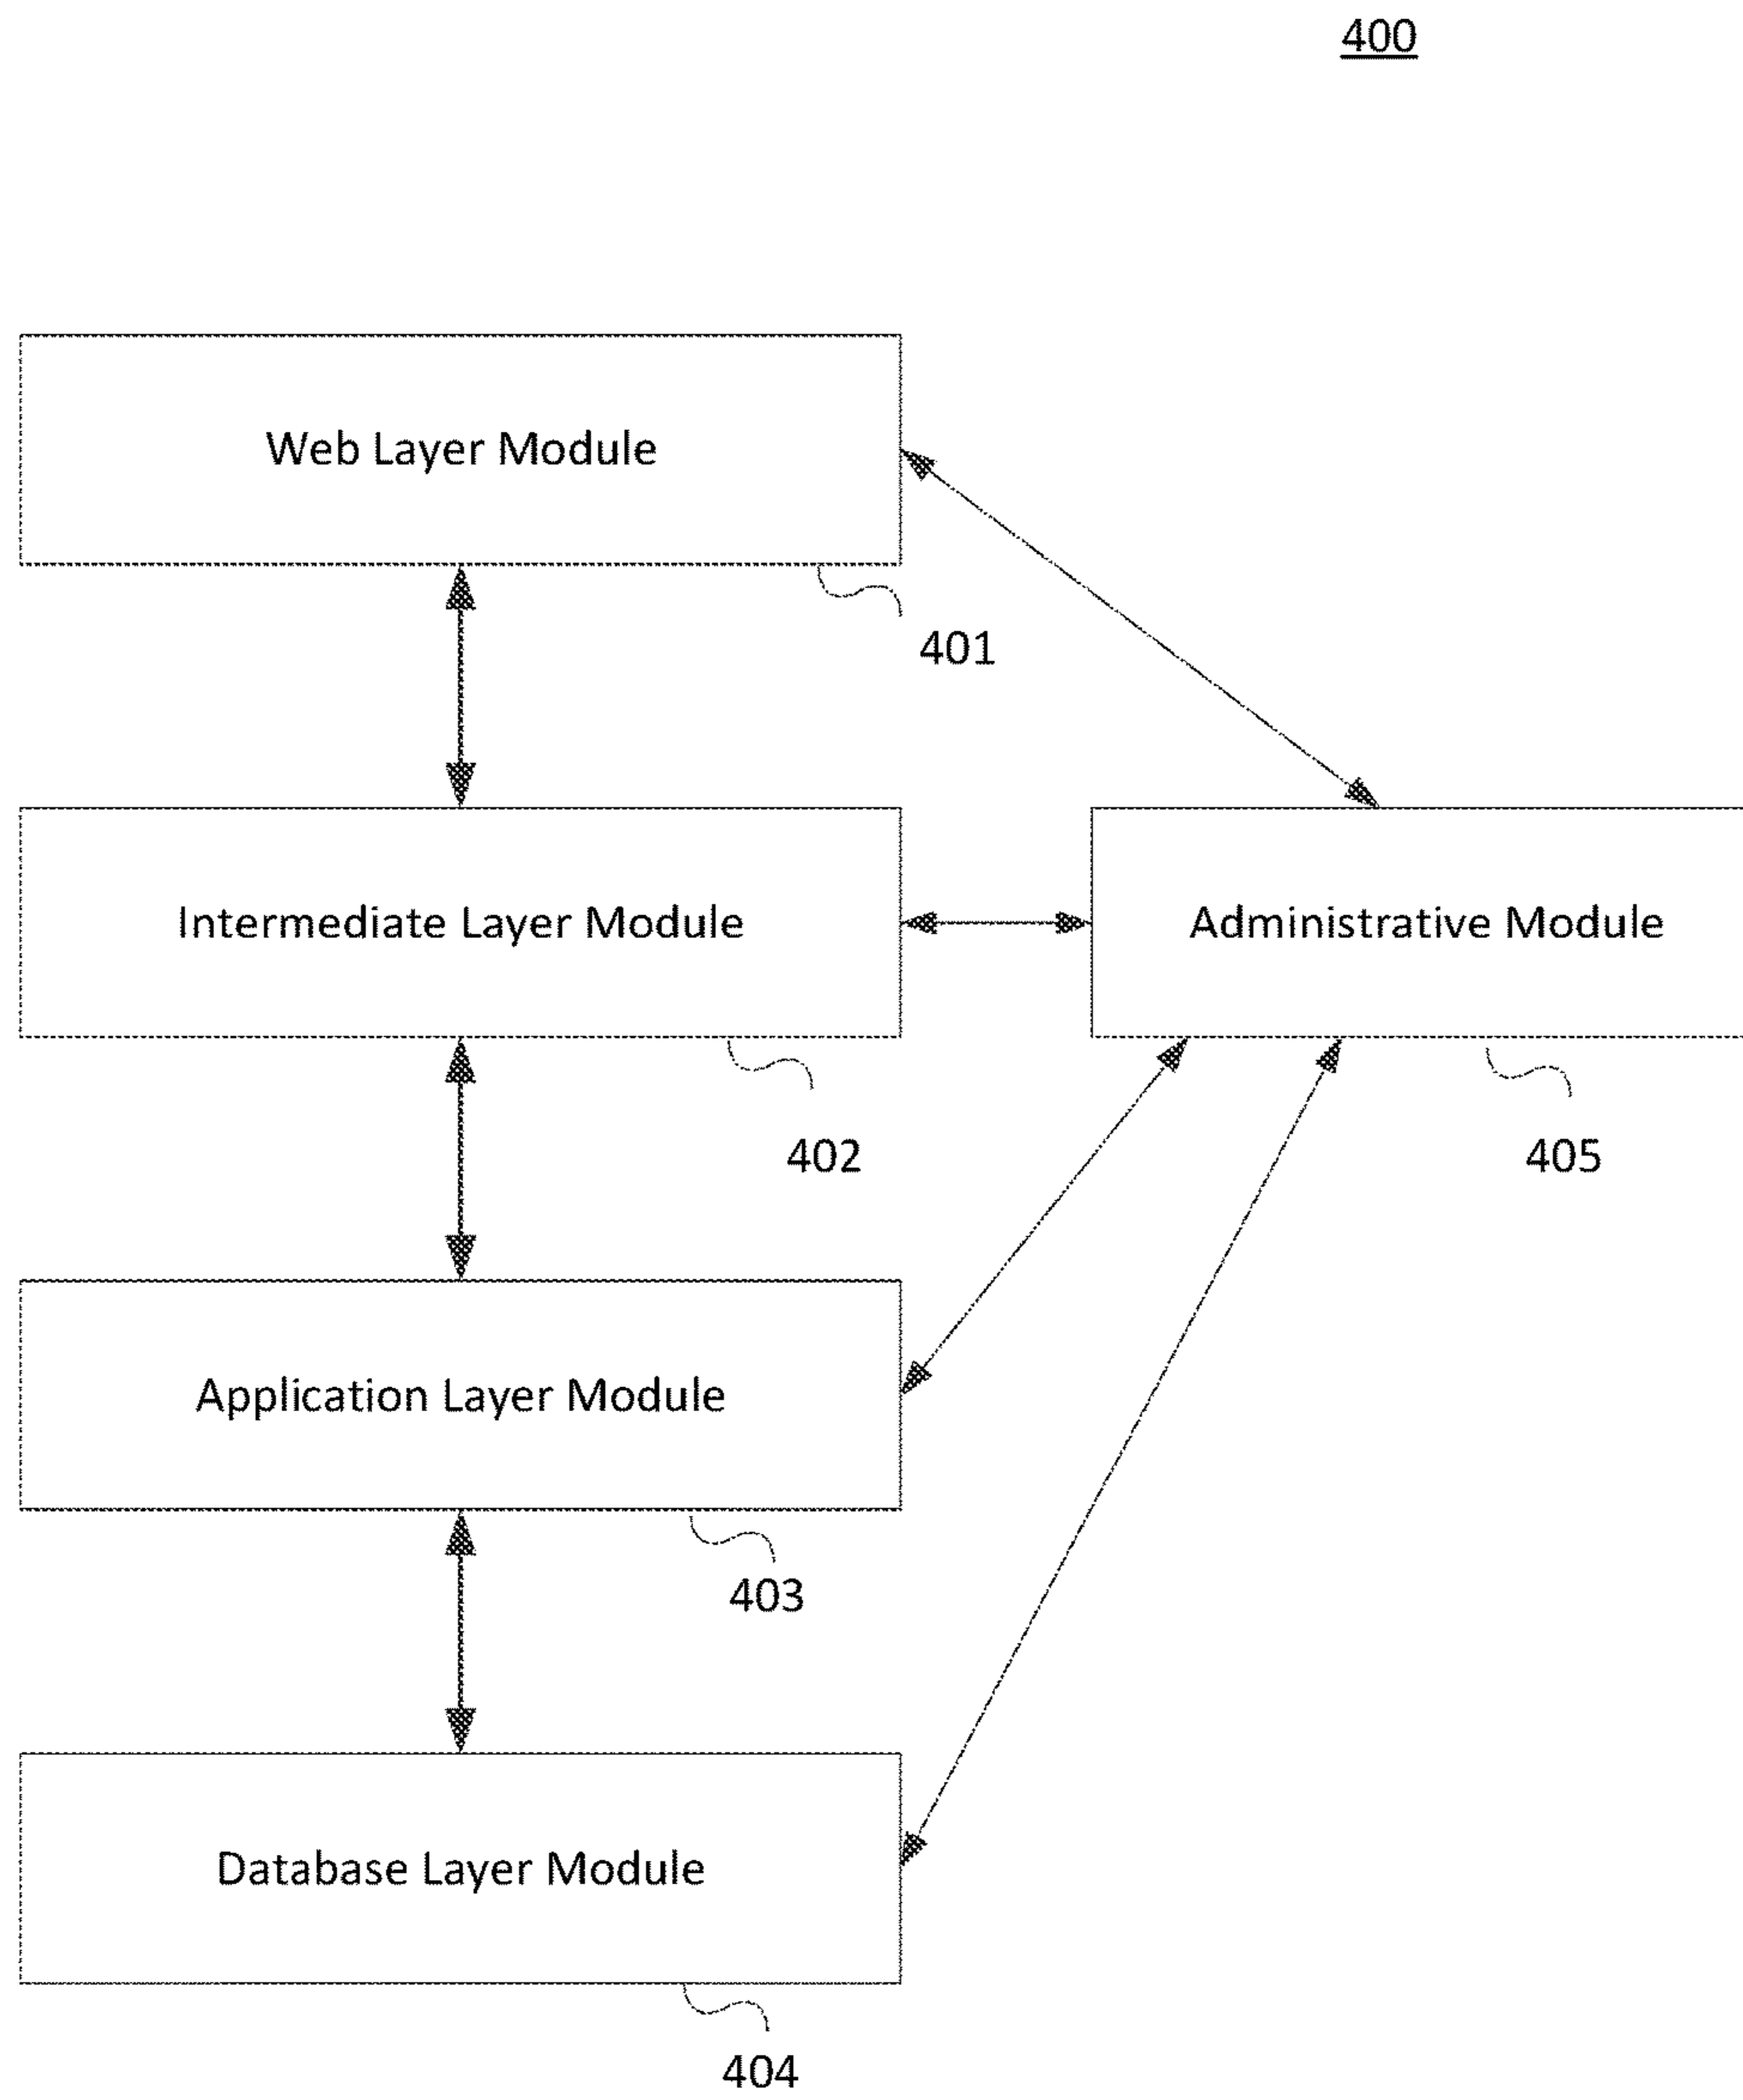 400
Web Layer Module
401
Intermediate Layer Module
Administrative Module
402
405
Application Layer Module
403
Database Layer Module
404